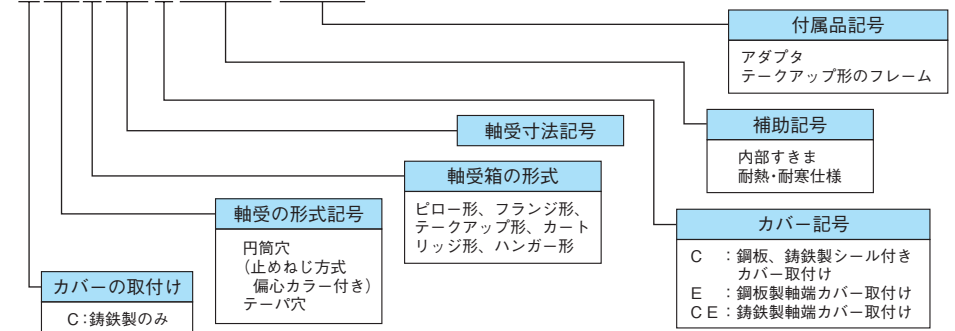 付属品記号
アダプタ
テークアップ形のフレーム
補助記号
内部すきま
耐熱・耐寒仕様
軸受寸法記号
軸受箱の形式
ピロー形、フランジ形、
テークアップ形、カート
リッジ形、ハンガー形
軸受の形式記号
円筒穴
(止めねじ方式
偏心カラー付き)
テーパ穴
カバー記号
C :鋼板、鋳鉄製シール付き
カバー取付け
E :鋼板製軸端カバー取付け
CE:鋳鉄製軸端カバー取付け
カバーの取付け
C:鋳鉄製のみ